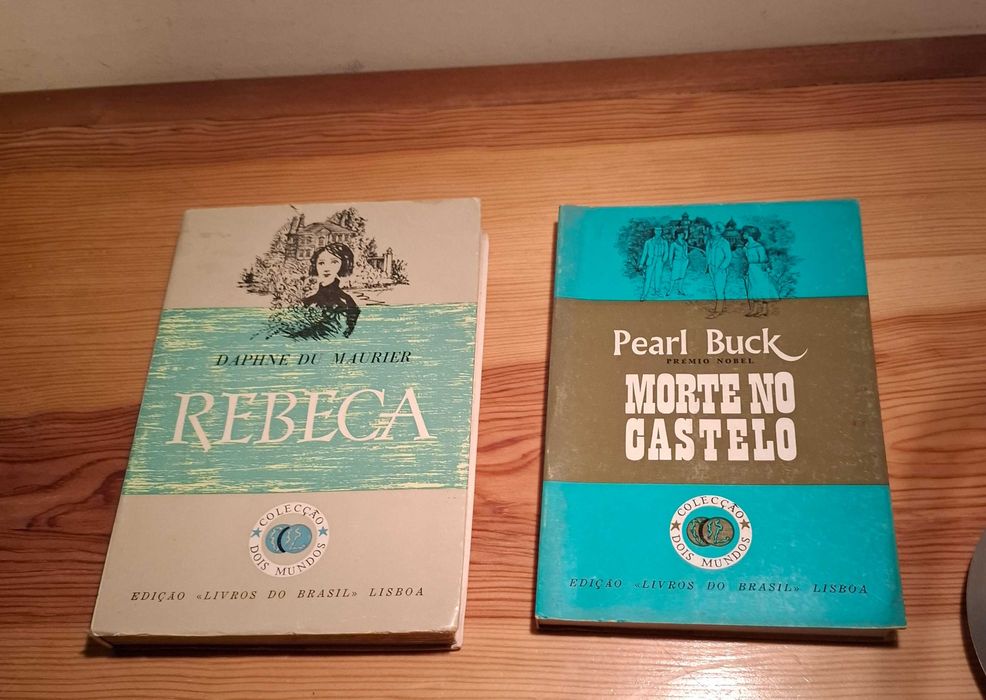 DAPHNE DU MAURIER
REBECA
COLECÇÃO
DOIS MUNDOS
EDIÇÃO «LIVROS DO BRASIL» LISBOA
Pearl Buck
PRÉMIO NOBEL
MORTE NO
CASTELO
COLECÇÃO
DOIS MUNDOS
EDIÇÃO «LIVROS DO BRASIL» LISBOA